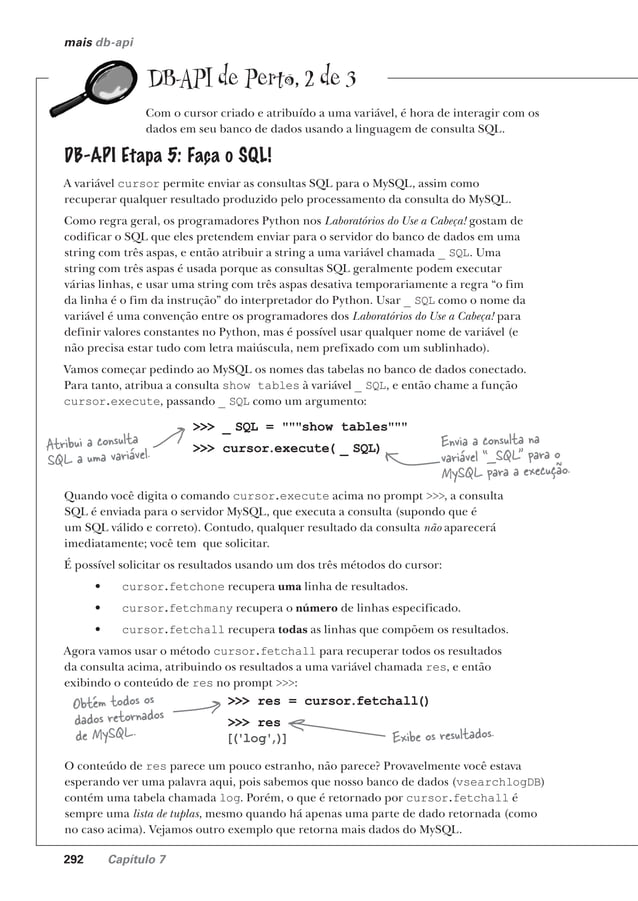 mais db-api
DB-API de Perto, 2 de 3
Com o cursor criado e atribuído a uma variável, é hora de interagir com os
dados em seu banco de dados usando a linguagem de consulta SQL.
DB-API Etapa 5: Faça o SQL!
A variável cursor permite enviar as consultas SQL para o MySQL, assim como
recuperar qualquer resultado produzido pelo processamento da consulta do MySQL.
Como regra geral, os programadores Python nos Laboratórios do Use a Cabeça! gostam de
codificar o SQL que eles pretendem enviar para o servidor do banco de dados em uma
string com três aspas, e então atribuir a string a uma variável chamada _ SQL. Uma
string com três aspas é usada porque as consultas SQL geralmente podem executar
várias linhas, e usar uma string com três aspas desativa temporariamente a regra “o fim
da linha é o fim da instrução” do interpretador do Python. Usar _ SQL como o nome da
variável é uma convenção entre os programadores dos Laboratórios do Use a Cabeça! para
definir valores constantes no Python, mas é possível usar qualquer nome de variável (e
não precisa estar tudo com letra maiúscula, nem prefixado com um sublinhado).
Vamos começar pedindo ao MySQL os nomes das tabelas no banco de dados conectado.
Para tanto, atribua a consulta show tables à variável _ SQL, e então chame a função
cursor.execute, passando _ SQL como um argumento:
>>> _ SQL = """show tables"""
>>> cursor.execute( _ SQL)
Atribui a consulta
SQL a uma variável.
Envia a consulta na
variável “_SQL” para o
MySQL para a execução.
Quando você digita o comando cursor.execute acima no prompt >>>, a consulta
SQL é enviada para o servidor MySQL, que executa a consulta (supondo que é
um SQL válido e correto). Contudo, qualquer resultado da consulta não aparecerá
imediatamente; você tem que solicitar.
É possível solicitar os resultados usando um dos três métodos do cursor:
• cursor.fetchone recupera uma linha de resultados.
• cursor.fetchmany recupera o número de linhas especificado.
• cursor.fetchall recupera todas as linhas que compõem os resultados.
Agora vamos usar o método cursor.fetchall para recuperar todos os resultados
da consulta acima, atribuindo os resultados a uma variável chamada res, e então
exibindo o conteúdo de res no prompt >>>:
Obtém todos os
dados retornados
de MySQL.
>>> res = cursor.fetchall()
>>> res
[('log',)]
Exibe os resultados.
O conteúdo de res parece um pouco estranho, não parece? Provavelmente você estava
esperando ver uma palavra aqui, pois sabemos que nosso banco de dados (vsearchlogDB)
contém uma tabela chamada log. Porém, o que é retornado por cursor.fetchall é
sempre uma lista de tuplas, mesmo quando há apenas uma parte de dado retornada (como
no caso acima). Vejamos outro exemplo que retorna mais dados do MySQL.
292 Capítulo 7